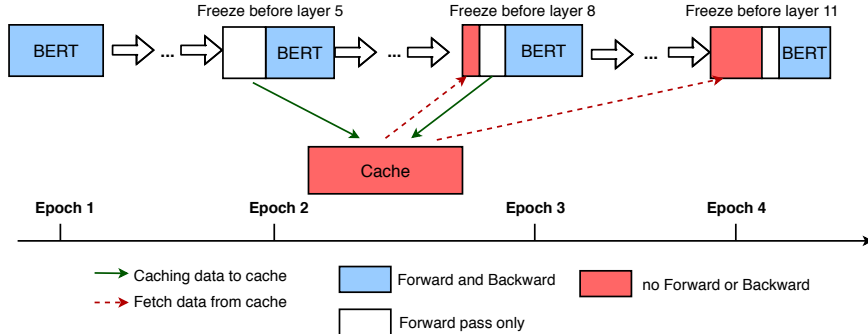 Freeze before layer 5
Freeze before layer 8
Freeze before layer 11
BERT
...
BERT
...
BERT
...
BERT
Cache
Epoch 1
Epoch 2
Epoch 3
Epoch 4
Caching data to cache
Fetch data from cache
Forward and Backward
Forward pass only
no Forward or Backward